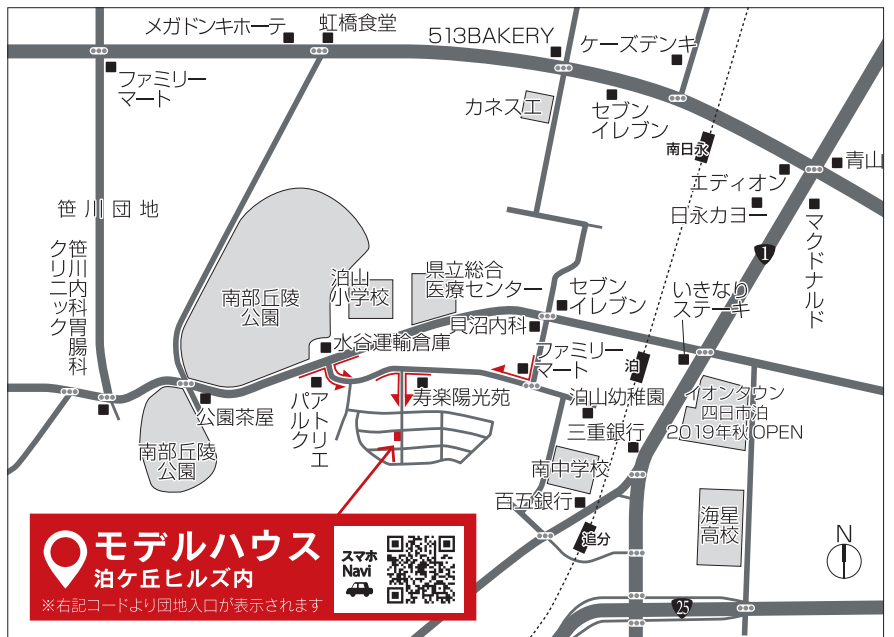 メガドンキホーテ
虹橋食堂
513BAKERY
ケーズデンキ
ファミリー
マート
カネスエ
セブン
イレブン
南日永
青山
エディオン
日永カヨー
マクドナルド
笹川団地
1
笹川内科胃腸科
クリニック
南部丘陵
公園
泊山
小学校
県立総合
医療センター
セブン
イレブン
いきなり
ステーキ
貝沼内科
水谷運輸倉庫
ファミリー
マート
泊
公園茶屋
アトリエ
パルク
寿楽陽光苑
泊山幼稚園
イオンタウン
四日市泊
2019年秋OPEN
三重銀行
南部丘陵
公園
南中学校
百五銀行
追分
海星
高校
N
25
モデルハウス
泊ケ丘ヒルズ内
※右記コードより団地入口が表示されます
スマホ
Navi